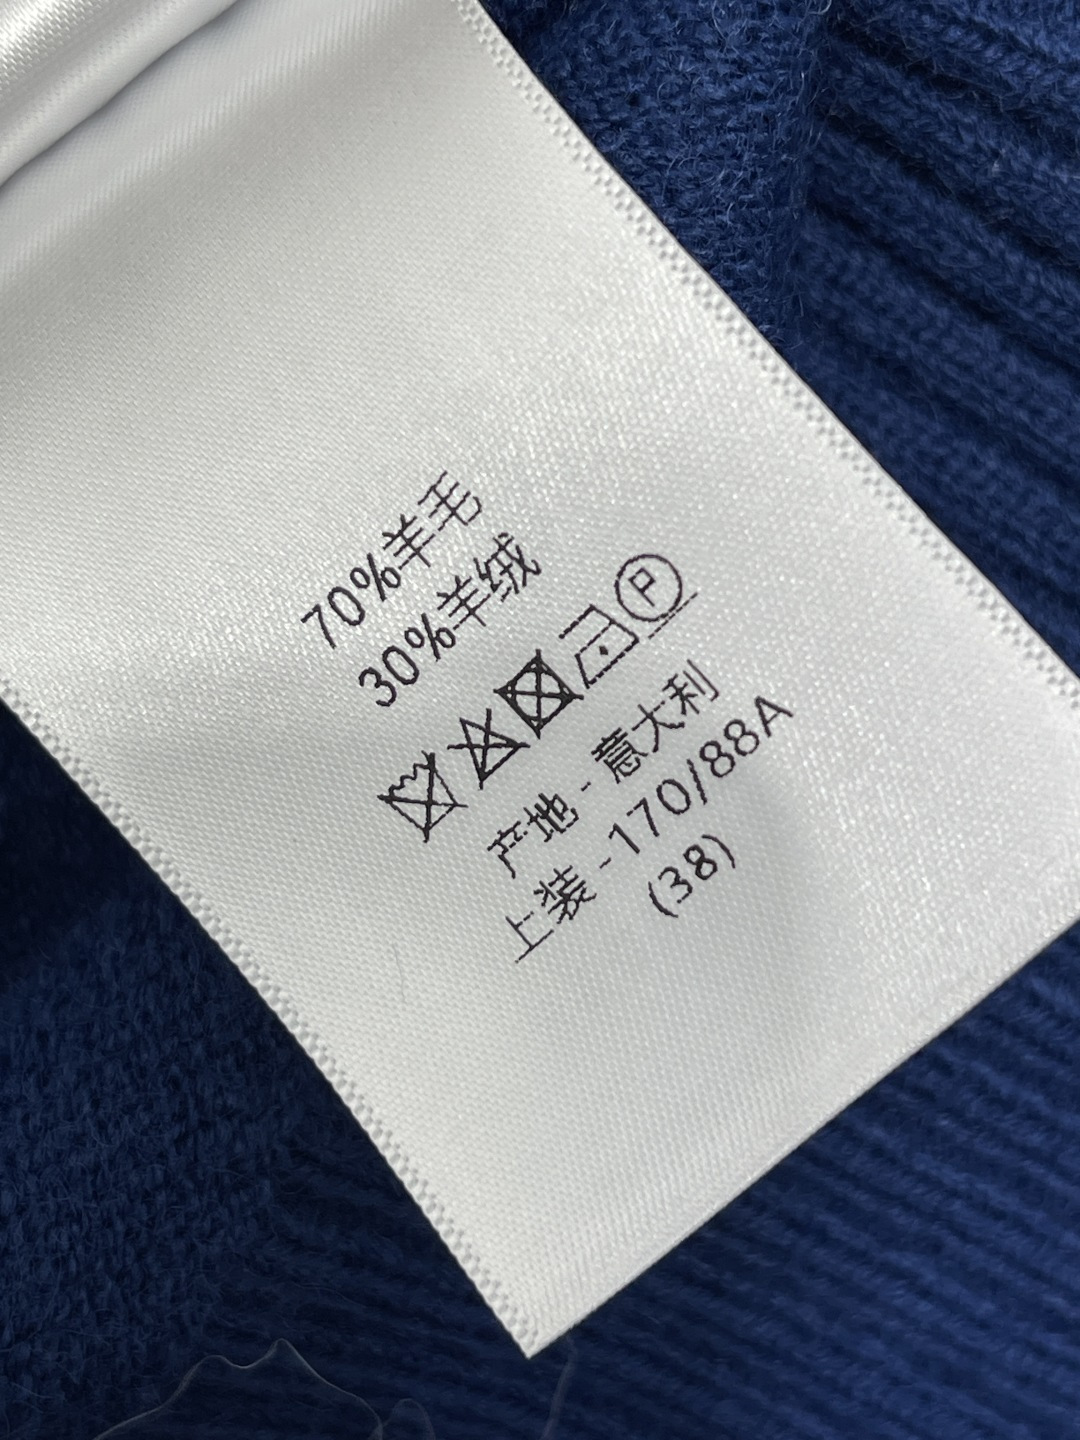 70%羊毛
30%羊绒
P
产地 - 意大利
上装 -170/88A
(38)